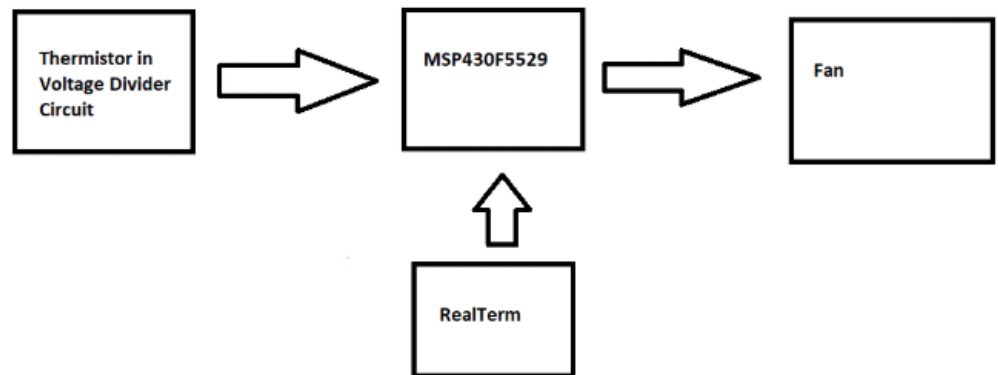 Thermistor in
Voltage Divider
Circuit
MSP430F5529
Fan
RealTerm